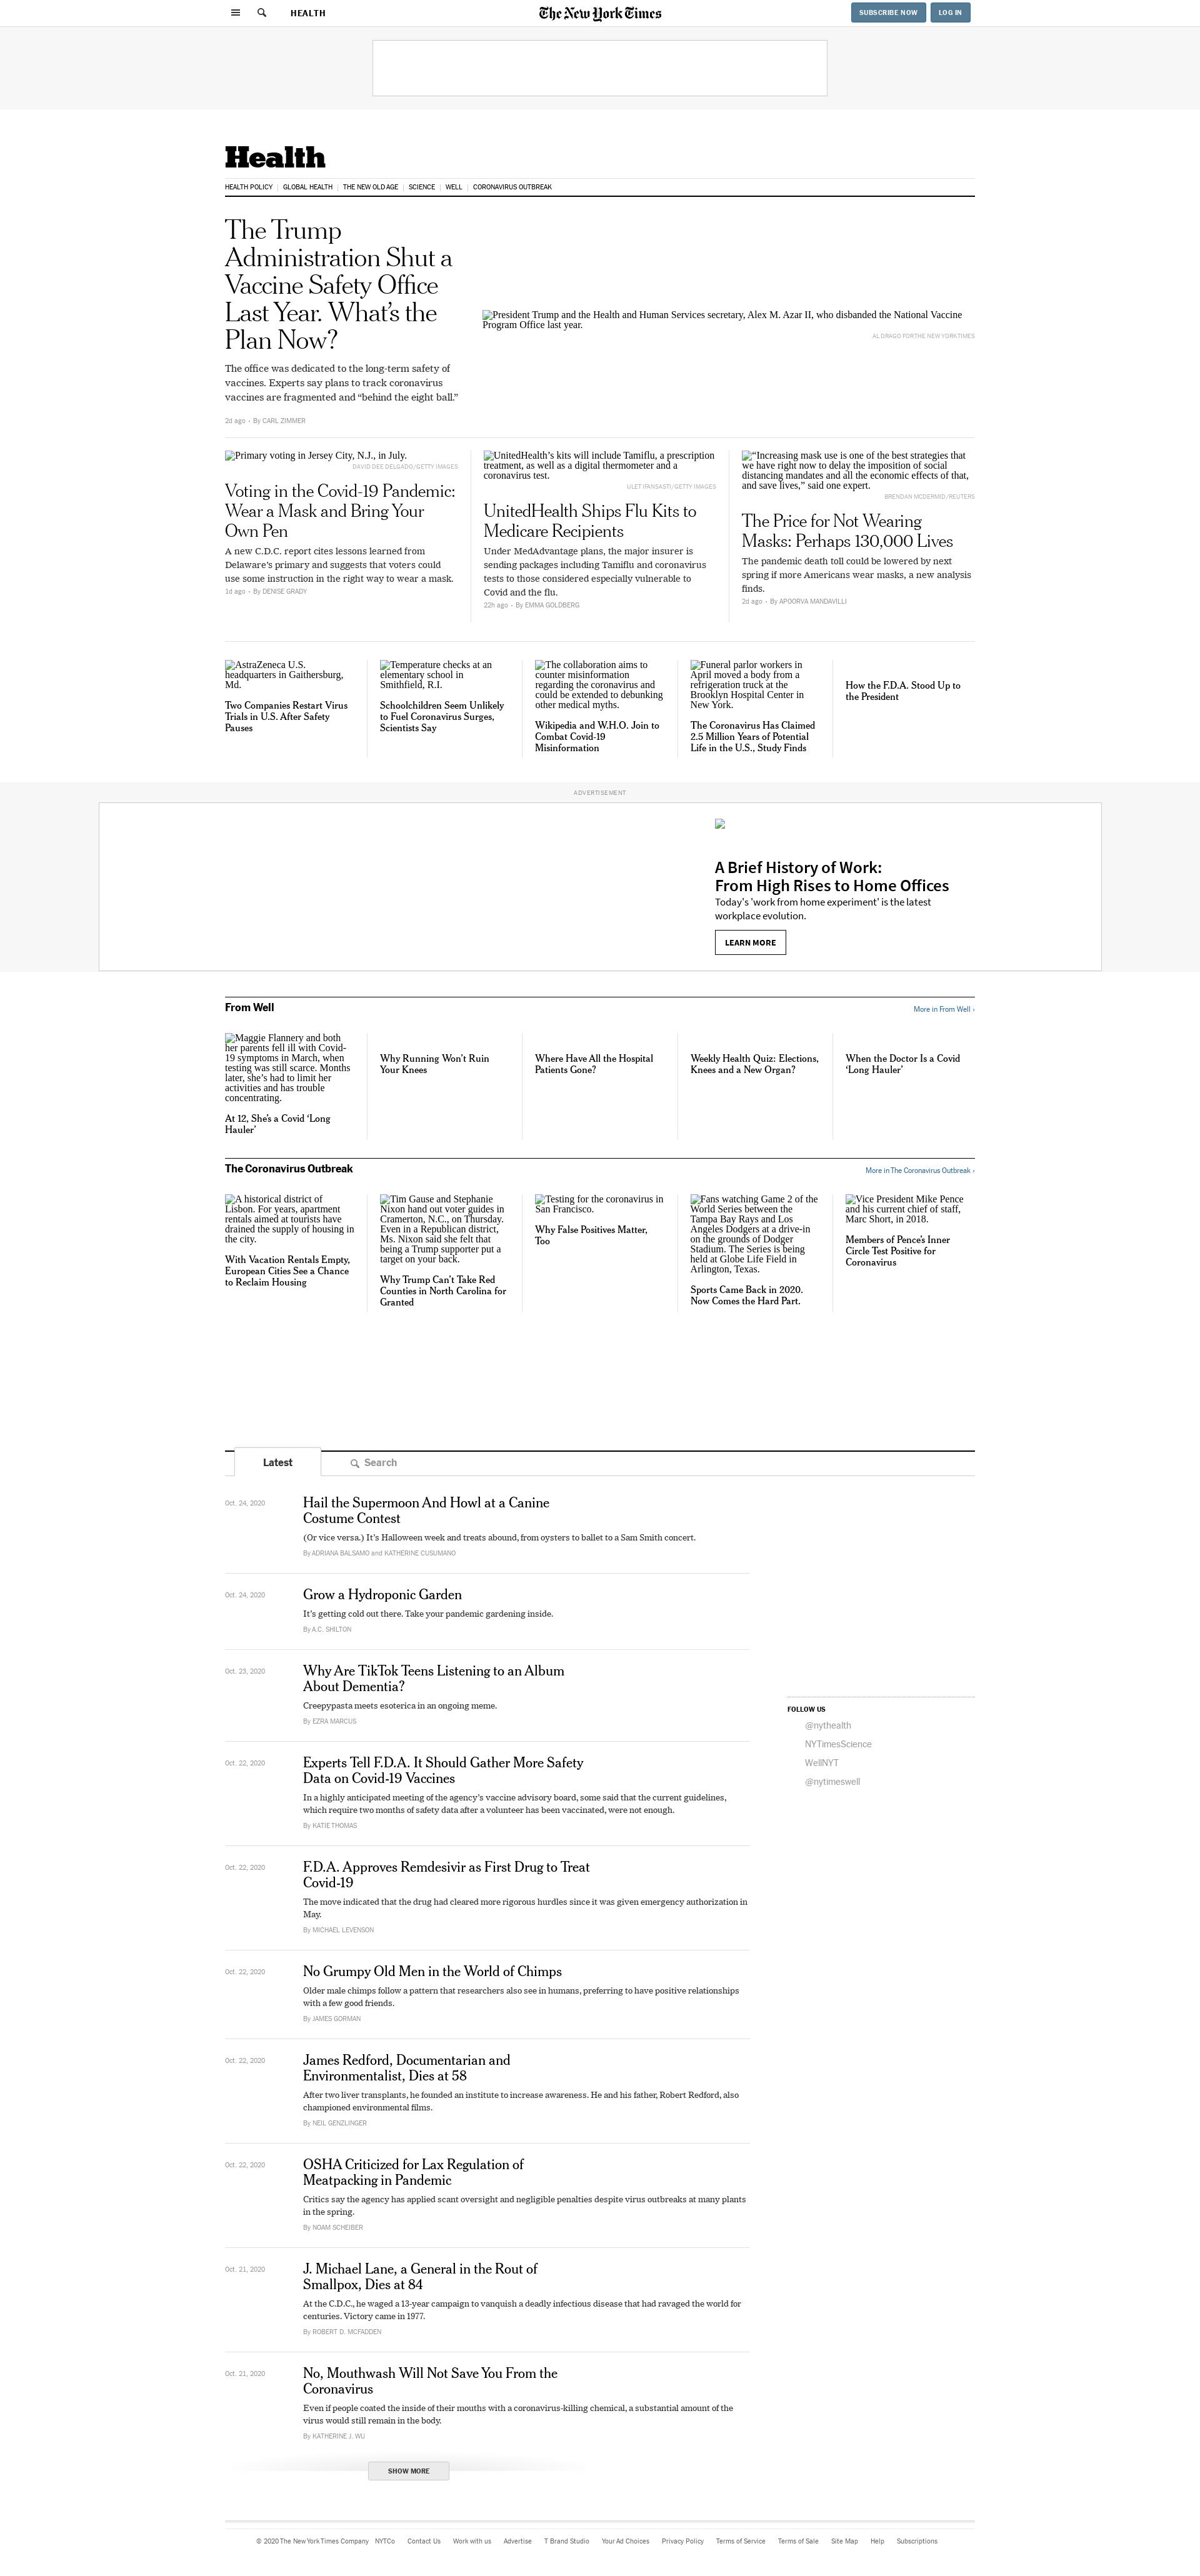 HEALTH
The New York Times
SUBSCRIBE NOW
LOG IN
Health
HEALTH POLICY
GLOBAL HEALTH
THE NEW OLD AGE
SCIENCE
WELL
CORONAVIRUS OUTBREAK
The Trump
Administration Shut a
Vaccine Safety Office
Last Year. What’s the
Plan Now?
The office was dedicated to the long-term safety of
vaccines. Experts say plans to track coronavirus
vaccines are fragmented and “behind the eight ball.”
2d ago • By CARL ZIMMER
President Trump and the Health and Human Services secretary, Alex M. Azar II, who disbanded the National Vaccine
Program Office last year.
AL DRAGO FOR THE NEW YORK TIMES
Primary voting in Jersey City, N.J., in July.
DAVID DEE DELGADO/GETTY IMAGES
Voting in the Covid-19 Pandemic:
Wear a Mask and Bring Your
Own Pen
A new C.D.C. report cites lessons learned from
Delaware’s primary and suggests that voters could
use some instruction in the right way to wear a mask.
1d ago • By DENISE GRADY
UnitedHealth’s kits will include Tamiflu, a prescription
treatment, as well as a digital thermometer and a
coronavirus test.
ULET IFANSASTI/GETTY IMAGES
UnitedHealth Ships Flu Kits to
Medicare Recipients
Under MedAdvantage plans, the major insurer is
sending packages including Tamiflu and coronavirus
tests to those considered especially vulnerable to
Covid and the flu.
22h ago • By EMMA GOLDBERG
“Increasing mask use is one of the best strategies that
we have right now to delay the imposition of social
distancing mandates and all the economic effects of that,
and save lives,” said one expert.
BRENDAN MCDERMID/REUTERS
The Price for Not Wearing
Masks: Perhaps 130,000 Lives
The pandemic death toll could be lowered by next
spring if more Americans wear masks, a new analysis
finds.
2d ago • By APOORVA MANDAVILLI
AstraZeneca U.S.
headquarters in Gaithersburg,
Md.
Two Companies Restart Virus
Trials in U.S. After Safety
Pauses
Temperature checks at an
elementary school in
Smithfield, R.I.
Schoolchildren Seem Unlikely
to Fuel Coronavirus Surges,
Scientists Say
The collaboration aims to
counter misinformation
regarding the coronavirus and
could be extended to debunking
other medical myths.
Wikipedia and W.H.O. Join to
Combat Covid-19
Misinformation
Funeral parlor workers in
April moved a body from a
refrigeration truck at the
Brooklyn Hospital Center in
New York.
The Coronavirus Has Claimed
2.5 Million Years of Potential
Life in the U.S., Study Finds
How the F.D.A. Stood Up to
the President
ADVERTISEMENT
A Brief History of Work:
From High Rises to Home Offices
Today's 'work from home experiment' is the latest
workplace evolution.
LEARN MORE
From Well
More in From Well ›
Maggie Flannery and both
her parents fell ill with Covid-
19 symptoms in March, when
testing was still scarce. Months
later, she’s had to limit her
activities and has trouble
concentrating.
At 12, She’s a Covid ‘Long
Hauler’
Why Running Won’t Ruin
Your Knees
Where Have All the Hospital
Patients Gone?
Weekly Health Quiz: Elections,
Knees and a New Organ?
When the Doctor Is a Covid
‘Long Hauler’
The Coronavirus Outbreak
More in The Coronavirus Outbreak ›
A historical district of
Lisbon. For years, apartment
rentals aimed at tourists have
drained the supply of housing in
the city.
With Vacation Rentals Empty,
European Cities See a Chance
to Reclaim Housing
Tim Gause and Stephanie
Nixon hand out voter guides in
Cramerton, N.C., on Thursday.
Even in a Republican district,
Ms. Nixon said she felt that
being a Trump supporter put a
target on your back.
Why Trump Can’t Take Red
Counties in North Carolina for
Granted
Testing for the coronavirus in
San Francisco.
Why False Positives Matter,
Too
Fans watching Game 2 of the
World Series between the
Tampa Bay Rays and Los
Angeles Dodgers at a drive-in
on the grounds of Dodger
Stadium. The Series is being
held at Globe Life Field in
Arlington, Texas.
Sports Came Back in 2020.
Now Comes the Hard Part.
Vice President Mike Pence
and his current chief of staff,
Marc Short, in 2018.
Members of Pence’s Inner
Circle Test Positive for
Coronavirus
Latest
Search
Oct. 24, 2020
Hail the Supermoon And Howl at a Canine
Costume Contest
(Or vice versa.) It’s Halloween week and treats abound, from oysters to ballet to a Sam Smith concert.
By ADRIANA BALSAMO and KATHERINE CUSUMANO
Oct. 24, 2020
Grow a Hydroponic Garden
It’s getting cold out there. Take your pandemic gardening inside.
By A.C. SHILTON
Oct. 23, 2020
Why Are TikTok Teens Listening to an Album
About Dementia?
Creepypasta meets esoterica in an ongoing meme.
By EZRA MARCUS
FOLLOW US
@nythealth
NYTimesScience
WellNYT
@nytimeswell
Oct. 22, 2020
Experts Tell F.D.A. It Should Gather More Safety
Data on Covid-19 Vaccines
In a highly anticipated meeting of the agency’s vaccine advisory board, some said that the current guidelines,
which require two months of safety data after a volunteer has been vaccinated, were not enough.
By KATIE THOMAS
Oct. 22, 2020
F.D.A. Approves Remdesivir as First Drug to Treat
Covid-19
The move indicated that the drug had cleared more rigorous hurdles since it was given emergency authorization in
May.
By MICHAEL LEVENSON
Oct. 22, 2020
No Grumpy Old Men in the World of Chimps
Older male chimps follow a pattern that researchers also see in humans, preferring to have positive relationships
with a few good friends.
By JAMES GORMAN
Oct. 22, 2020
James Redford, Documentarian and
Environmentalist, Dies at 58
After two liver transplants, he founded an institute to increase awareness. He and his father, Robert Redford, also
championed environmental films.
By NEIL GENZLINGER
Oct. 22, 2020
OSHA Criticized for Lax Regulation of
Meatpacking in Pandemic
Critics say the agency has applied scant oversight and negligible penalties despite virus outbreaks at many plants
in the spring.
By NOAM SCHEIBER
Oct. 21, 2020
J. Michael Lane, a General in the Rout of
Smallpox, Dies at 84
At the C.D.C., he waged a 13-year campaign to vanquish a deadly infectious disease that had ravaged the world for
centuries. Victory came in 1977.
By ROBERT D. MCFADDEN
Oct. 21, 2020
No, Mouthwash Will Not Save You From the
Coronavirus
Even if people coated the inside of their mouths with a coronavirus-killing chemical, a substantial amount of the
virus would still remain in the body.
By KATHERINE J. WU
SHOW MORE
© 2020 The New York Times Company
NYTCo
Contact Us
Work with us
Advertise
T Brand Studio
Your Ad Choices
Privacy Policy
Terms of Service
Terms of Sale
Site Map
Help
Subscriptions